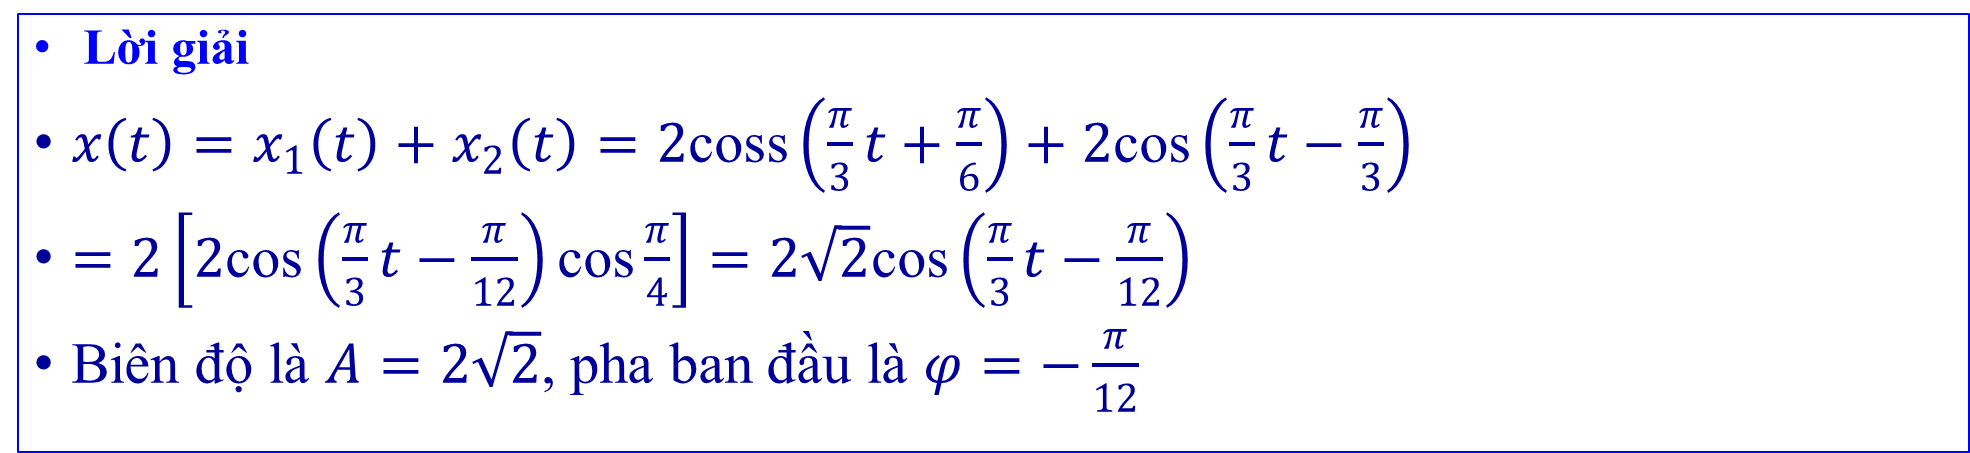 • Lời giải
• x(t) = x₁(t) + x₂(t) = 2coss(π/3 t + π/6) + 2cos(π/3 t − π/3)
• = 2[2cos(π/3 t − π/12)cos π/4] = 2√2cos(π/3 t − π/12)
• Biên độ là A = 2√2, pha ban đầu là φ = −π/12